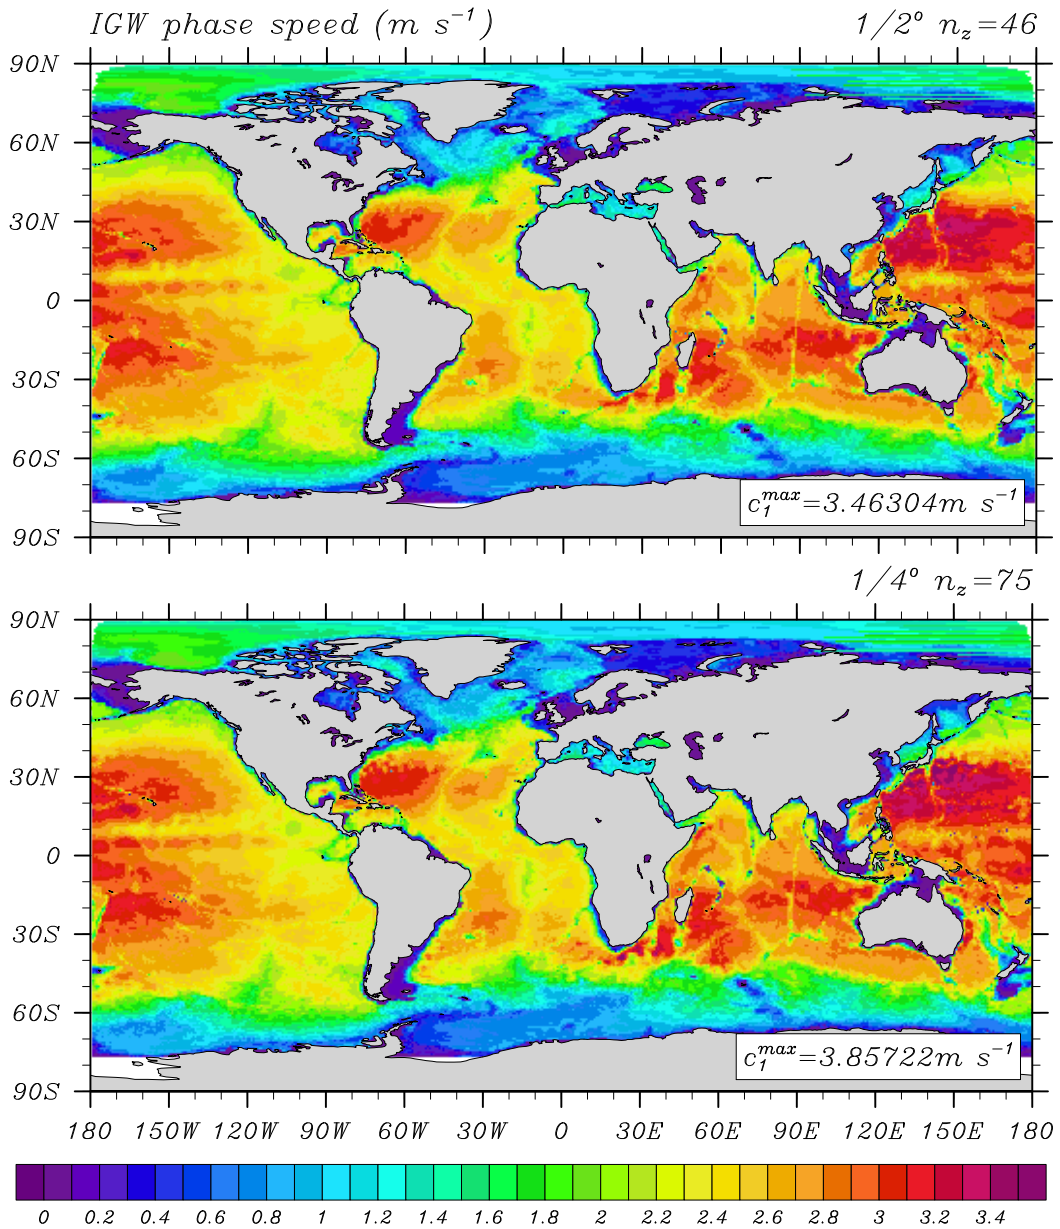 IGW phase speed (m s⁻¹) 1/2° n_z=46
90N
60N
30N
0
30S
60S
90S
c₁^max=3.46304m s⁻¹
1/4° n_z=75
90N
60N
30N
0
30S
60S
90S
c₁^max=3.85722m s⁻¹
180 150W 120W 90W 60W 30W 0 30E 60E 90E 120E 150E 180
0 0.2 0.4 0.6 0.8 1 1.2 1.4 1.6 1.8 2 2.2 2.4 2.6 2.8 3 3.2 3.4